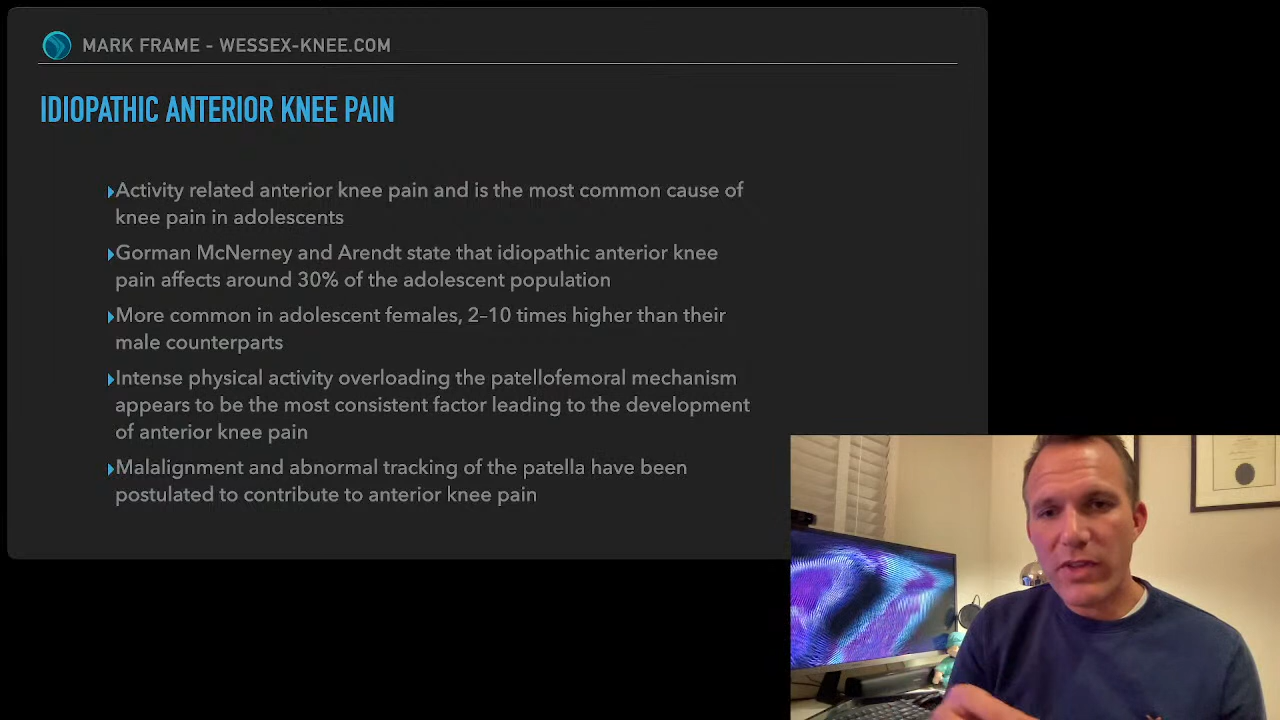 MARK FRAME - WESSEX-KNEE.COM
IDIOPATHIC ANTERIOR KNEE PAIN
Activity related anterior knee pain and is the most common cause of
knee pain in adolescents
Gorman McNerney and Arendt state that idiopathic anterior knee
pain affects around 30% of the adolescent population
More common in adolescent females, 2–10 times higher than their
male counterparts
Intense physical activity overloading the patellofemoral mechanism
appears to be the most consistent factor leading to the development
of anterior knee pain
Malalignment and abnormal tracking of the patella have been
postulated to contribute to anterior knee pain